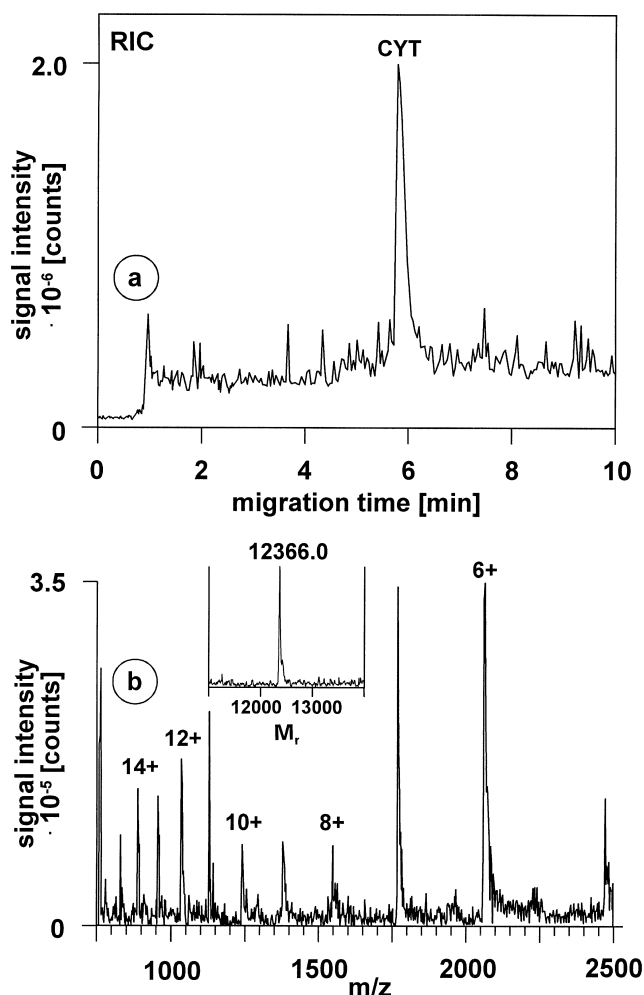 RIC
CYT
2.0
signal intensity
· 10⁻⁶ [counts]
a
0
0 2 4 6 8 10
migration time [min]
12366.0
6+
3.5
b
12000 13000
Mᵣ
signal intensity
· 10⁻⁵ [counts]
14+
12+
10+
8+
0
1000 1500 2000 2500
m/z